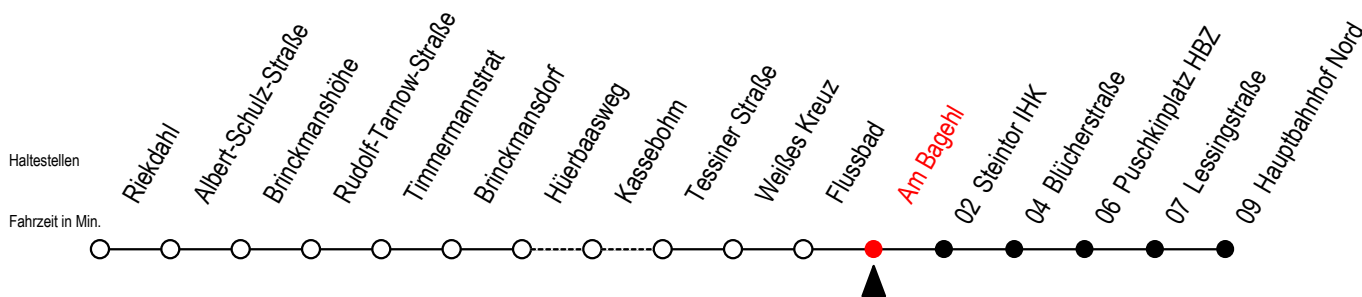 Haltestellen
Fahrzeit in Min.
Riekdahl
Albert-Schulz-Straße
Brinckmanshöhe
Rudolf-Tarnow-Straße
Timmermannstrat
Brinckmansdorf
Hüerbaasweg
Kassebohm
Tessiner Straße
Weißes Kreuz
Flussbad
Am Bagehl
02 Steintor IHK
04 Blücherstraße
06 Puschkinplatz HBZ
07 Lessingstraße
09 Hauptbahnhof Nord